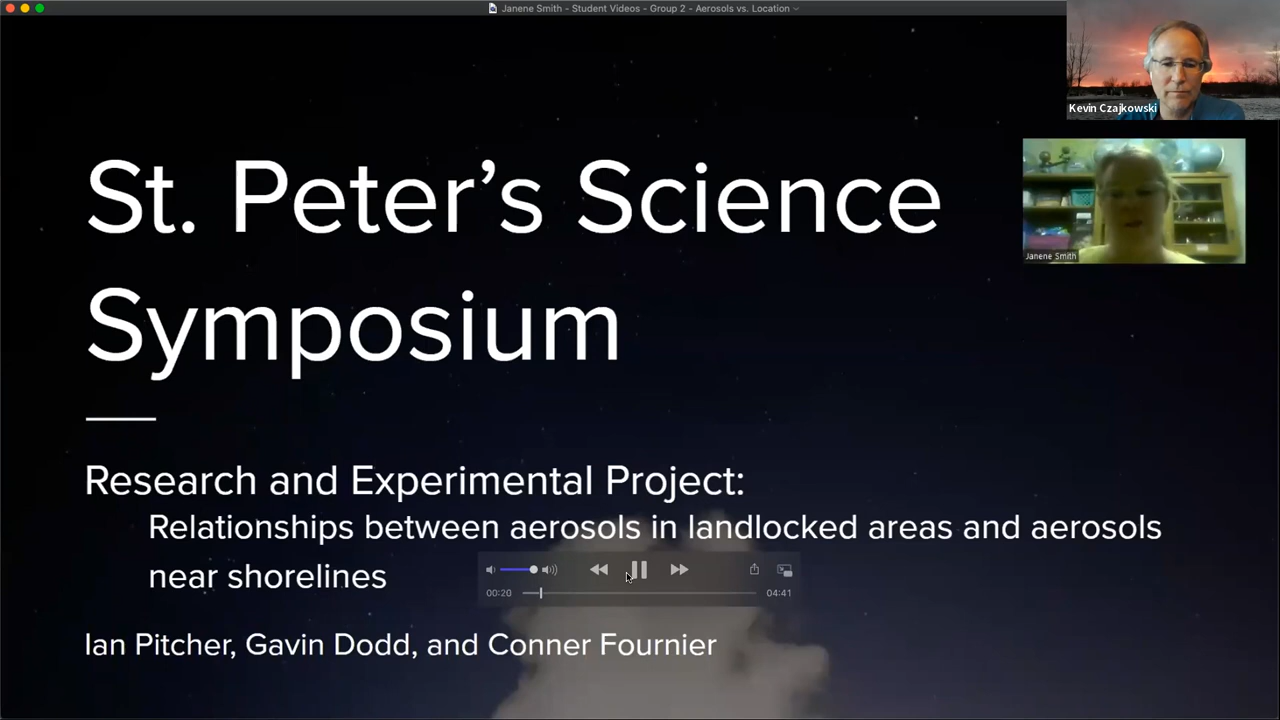 Janene Smith - Student Videos - Group 2 - Aerosols vs. Location
Kevin Czajkowski
Janene Smith
St. Peter’s Science
Symposium
Research and Experimental Project:
Relationships between aerosols in landlocked areas and aerosols
near shorelines
00:20
04:41
Ian Pitcher, Gavin Dodd, and Conner Fournier